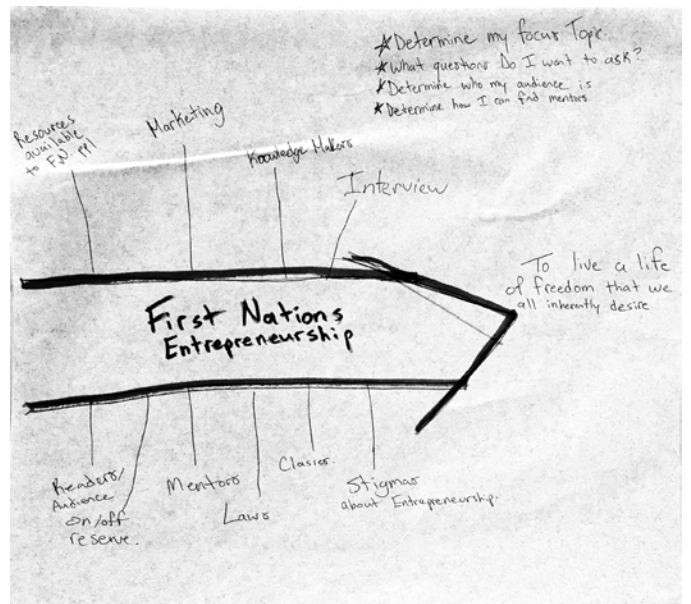 ★Determine my focus Topic.
★What questions Do I want to ask?
★Determine who my audience is
★Determine how I can find mentors
Resources
available
to F.N. ppl
Marketing
Knowledge Makers
Interview
To live a life
of freedom that we
all inherently desire
First Nations
Entrepreneurship
Readers/
Audience
on/off
reserve.
Mentors
Laws
Classes.
Stigmas
about Entrepreneurship.